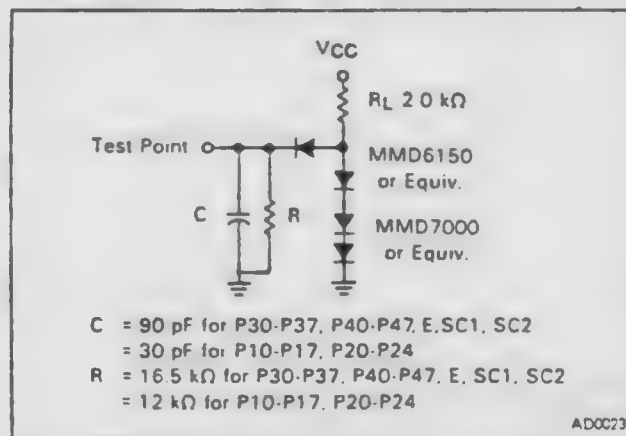 VCC
RL 2.0 kΩ
Test Point
MMD6150
or Equiv.
C
R
MMD7000
or Equiv.
C = 90 pF for P30-P37, P40-P47, E, SC1, SC2
= 30 pF for P10-P17, P20-P24
R = 16.5 kΩ for P30-P37, P40-P47, E, SC1, SC2
= 12 kΩ for P10-P17, P20-P24
AD0023